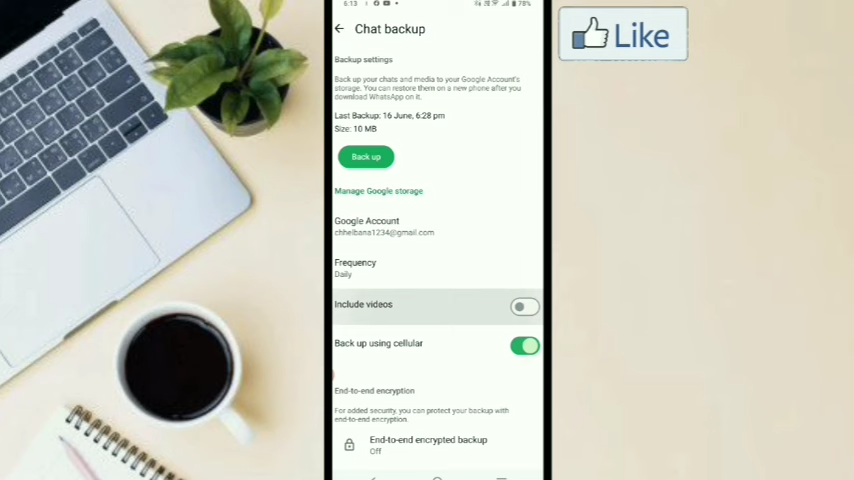 6:13
78%
Like
Chat backup
Backup settings
Back up your chats and media to your Google Account's
storage. You can restore them on a new phone after you
download WhatsApp on it.
Last Backup: 16 June, 6:28 pm
Size: 10 MB
Back up
Manage Google storage
Google Account
chhelbana1234@gmail.com
Frequency
Daily
Include videos
Back up using cellular
End-to-end encryption
For added security, you can protect your backup with
end-to-end encryption.
End-to-end encrypted backup
Off